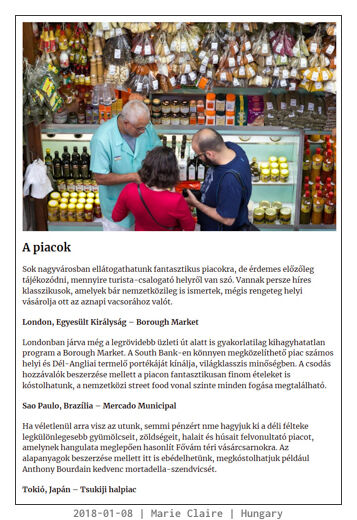 A piacok
Sok nagyvárosban ellátogathatunk fantasztikus piacokra, de érdemes előzőleg
tájékozódni, mennyire turista-csalogató helyről van szó. Vannak persze híres
klasszikusok, amelyek bár nemzetközileg is ismertek, mégis rengeteg helyi
vásárolja ott az aznapi vacsorához valót.
London, Egyesült Királyság – Borough Market
Londonban járva még a legrövidebb üzleti út alatt is gyakorlatilag kihagyhatatlan
program a Borough Market. A South Bank-en könnyen megközelíthető piac számos
helyi és Dél-Angliai termelő portékáját kínálja, világklasszis minőségben. A csodás
hozzávalók beszerzése mellett a piacon fantasztikusan finom ételeket is
kóstolhatunk, a nemzetközi street food vonal szinte minden fogása megtalálható.
Sao Paulo, Brazília – Mercado Municipal
Ha véletlenül arra visz az utunk, semmi pénzért nme hagyjuk ki a déli félteke
legkülönlegesebb gyümölcseit, zöldségeit, halait és húsait felvonultató piacot,
amelynek hangulata meglepően hasonlít Fővám téri vásárcsarnokra. Az
alapanyagok beszerzése mellett itt is ebédelhetünk, megkóstolhatjuk például
Anthony Bourdain kedvenc mortadella-szendvicsét.
Tokió, Japán – Tsukiji halpiac
2018-01-08 | Marie Claire | Hungary